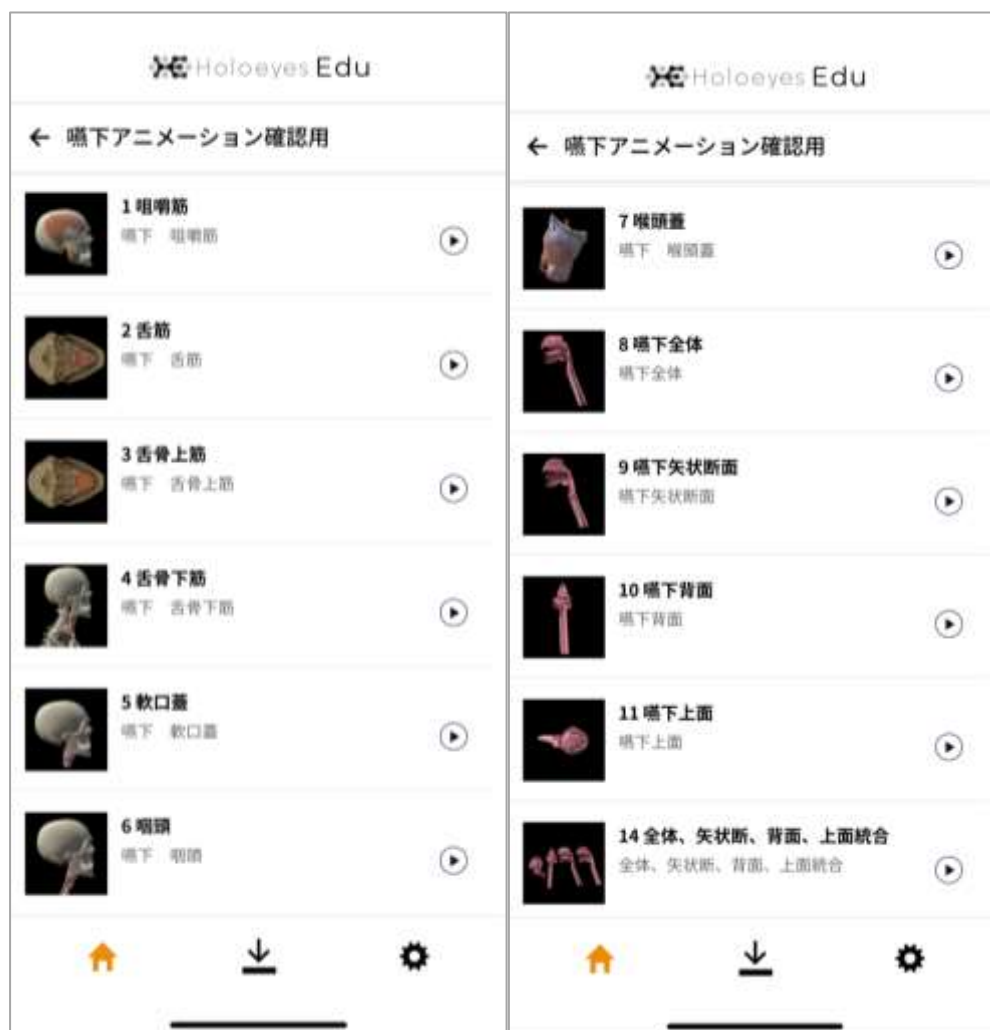 Holoeyes Edu
嚥下アニメーション確認用
1 咀嚼筋
嚥下 咀嚼筋
2 舌筋
嚥下 舌筋
3 舌骨上筋
嚥下 舌骨上筋
4 舌骨下筋
嚥下 舌骨下筋
5 軟口蓋
嚥下 軟口蓋
6 咽頭
嚥下 咽頭
Holoeyes Edu
嚥下アニメーション確認用
7 喉頭蓋
嚥下 喉頭蓋
8 嚥下全体
嚥下全体
9 嚥下矢状断面
嚥下矢状断面
10 嚥下背面
嚥下背面
11 嚥下上面
嚥下上面
14 全体、矢状断、背面、上面統合
全体、矢状断、背面、上面統合